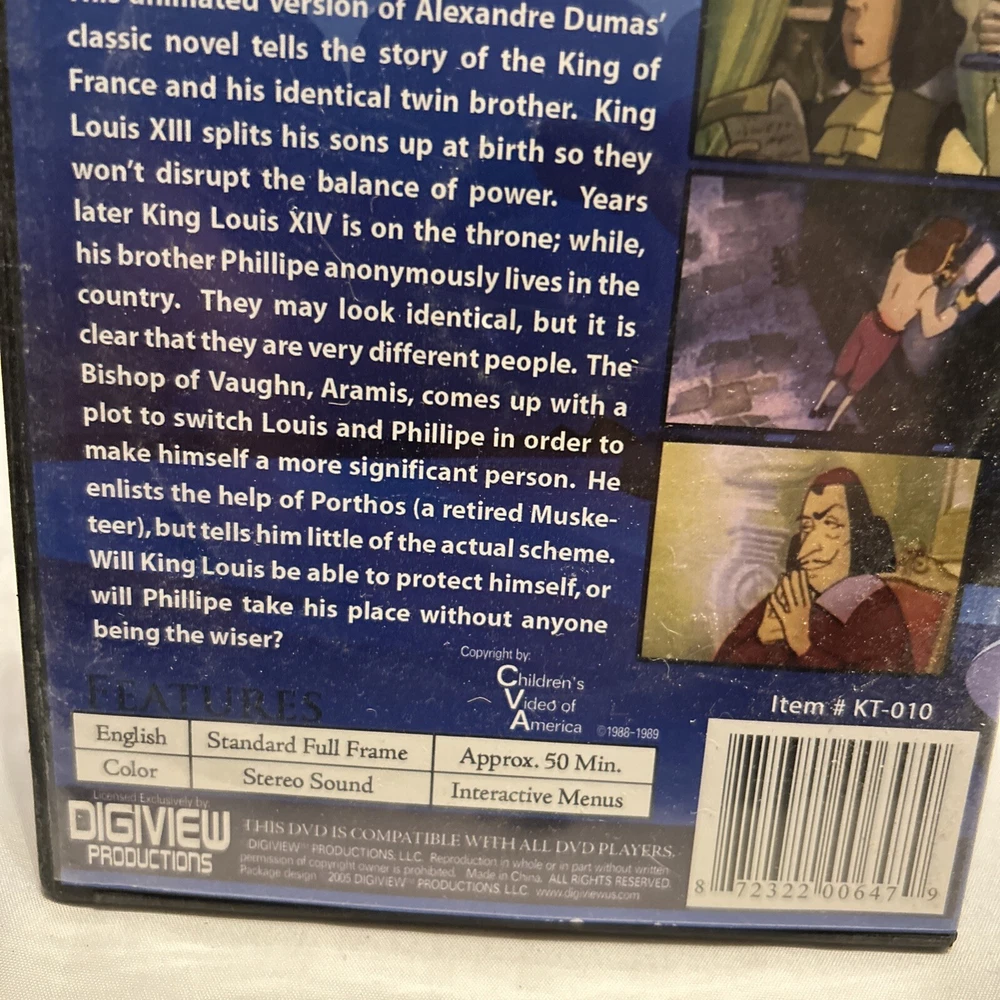 animated version of Alexandre Dumas'
classic novel tells the story of the King of
France and his identical twin brother. King
Louis XIII splits his sons up at birth so they
won't disrupt the balance of power. Years
later King Louis XIV is on the throne; while,
his brother Phillipe anonymously lives in the
country. They may look identical, but it is
clear that they are very different people. The
Bishop of Vaughn, Aramis, comes up with a
plot to switch Louis and Phillipe in order to
make himself a more significant person. He
enlists the help of Porthos (a retired Muske-
teer), but tells him little of the actual scheme.
Will King Louis be able to protect himself, or
will Phillipe take his place without anyone
being the wiser?
Copyright by:
Children's
Video of
America ©1988-1989
FEATURES
English
Standard Full Frame
Approx. 50 Min.
Color
Stereo Sound
Interactive Menus
Item # KT-010
Licensed Exclusively by:
DIGIVIEW
PRODUCTIONS
THIS DVD IS COMPATIBLE WITH ALL DVD PLAYERS.
DIGIVIEW™ PRODUCTIONS, LLC. Reproduction in whole or in part without written
permission of copyright owner is prohibited. Made in China. ALL RIGHTS RESERVED.
Package design 2005 DIGIVIEW™ PRODUCTIONS, LLC www.digiviewus.com
8 72322 00647 9